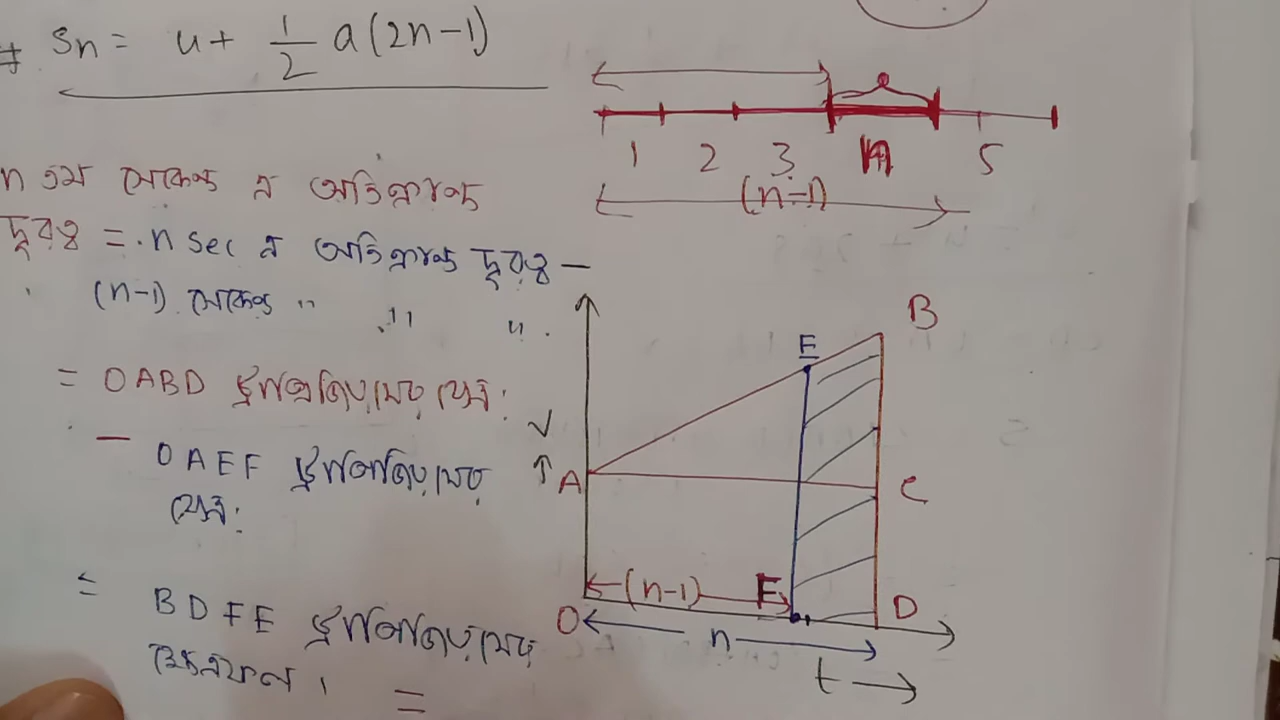 # Sn = u + 1/2 a (2n-1)
1 2 3 n 5
(n-1)
n তম সেকেন্ডে অতিক্রান্ত
দূরত্ব = n sec এ অতিক্রান্ত দূরত্ব –
(n-1) সেকেন্ডে " " " .
= OABD ট্রাপিজিয়ামের ক্ষেত্র:
– OAEF ট্রাপিজিয়ামের
ক্ষেত্র:
= BDFE ট্রাপিজিয়ামের
ক্ষেত্রফল । =
B
E
V ↑
A C
O ←(n-1)→ F D
← n →
t →